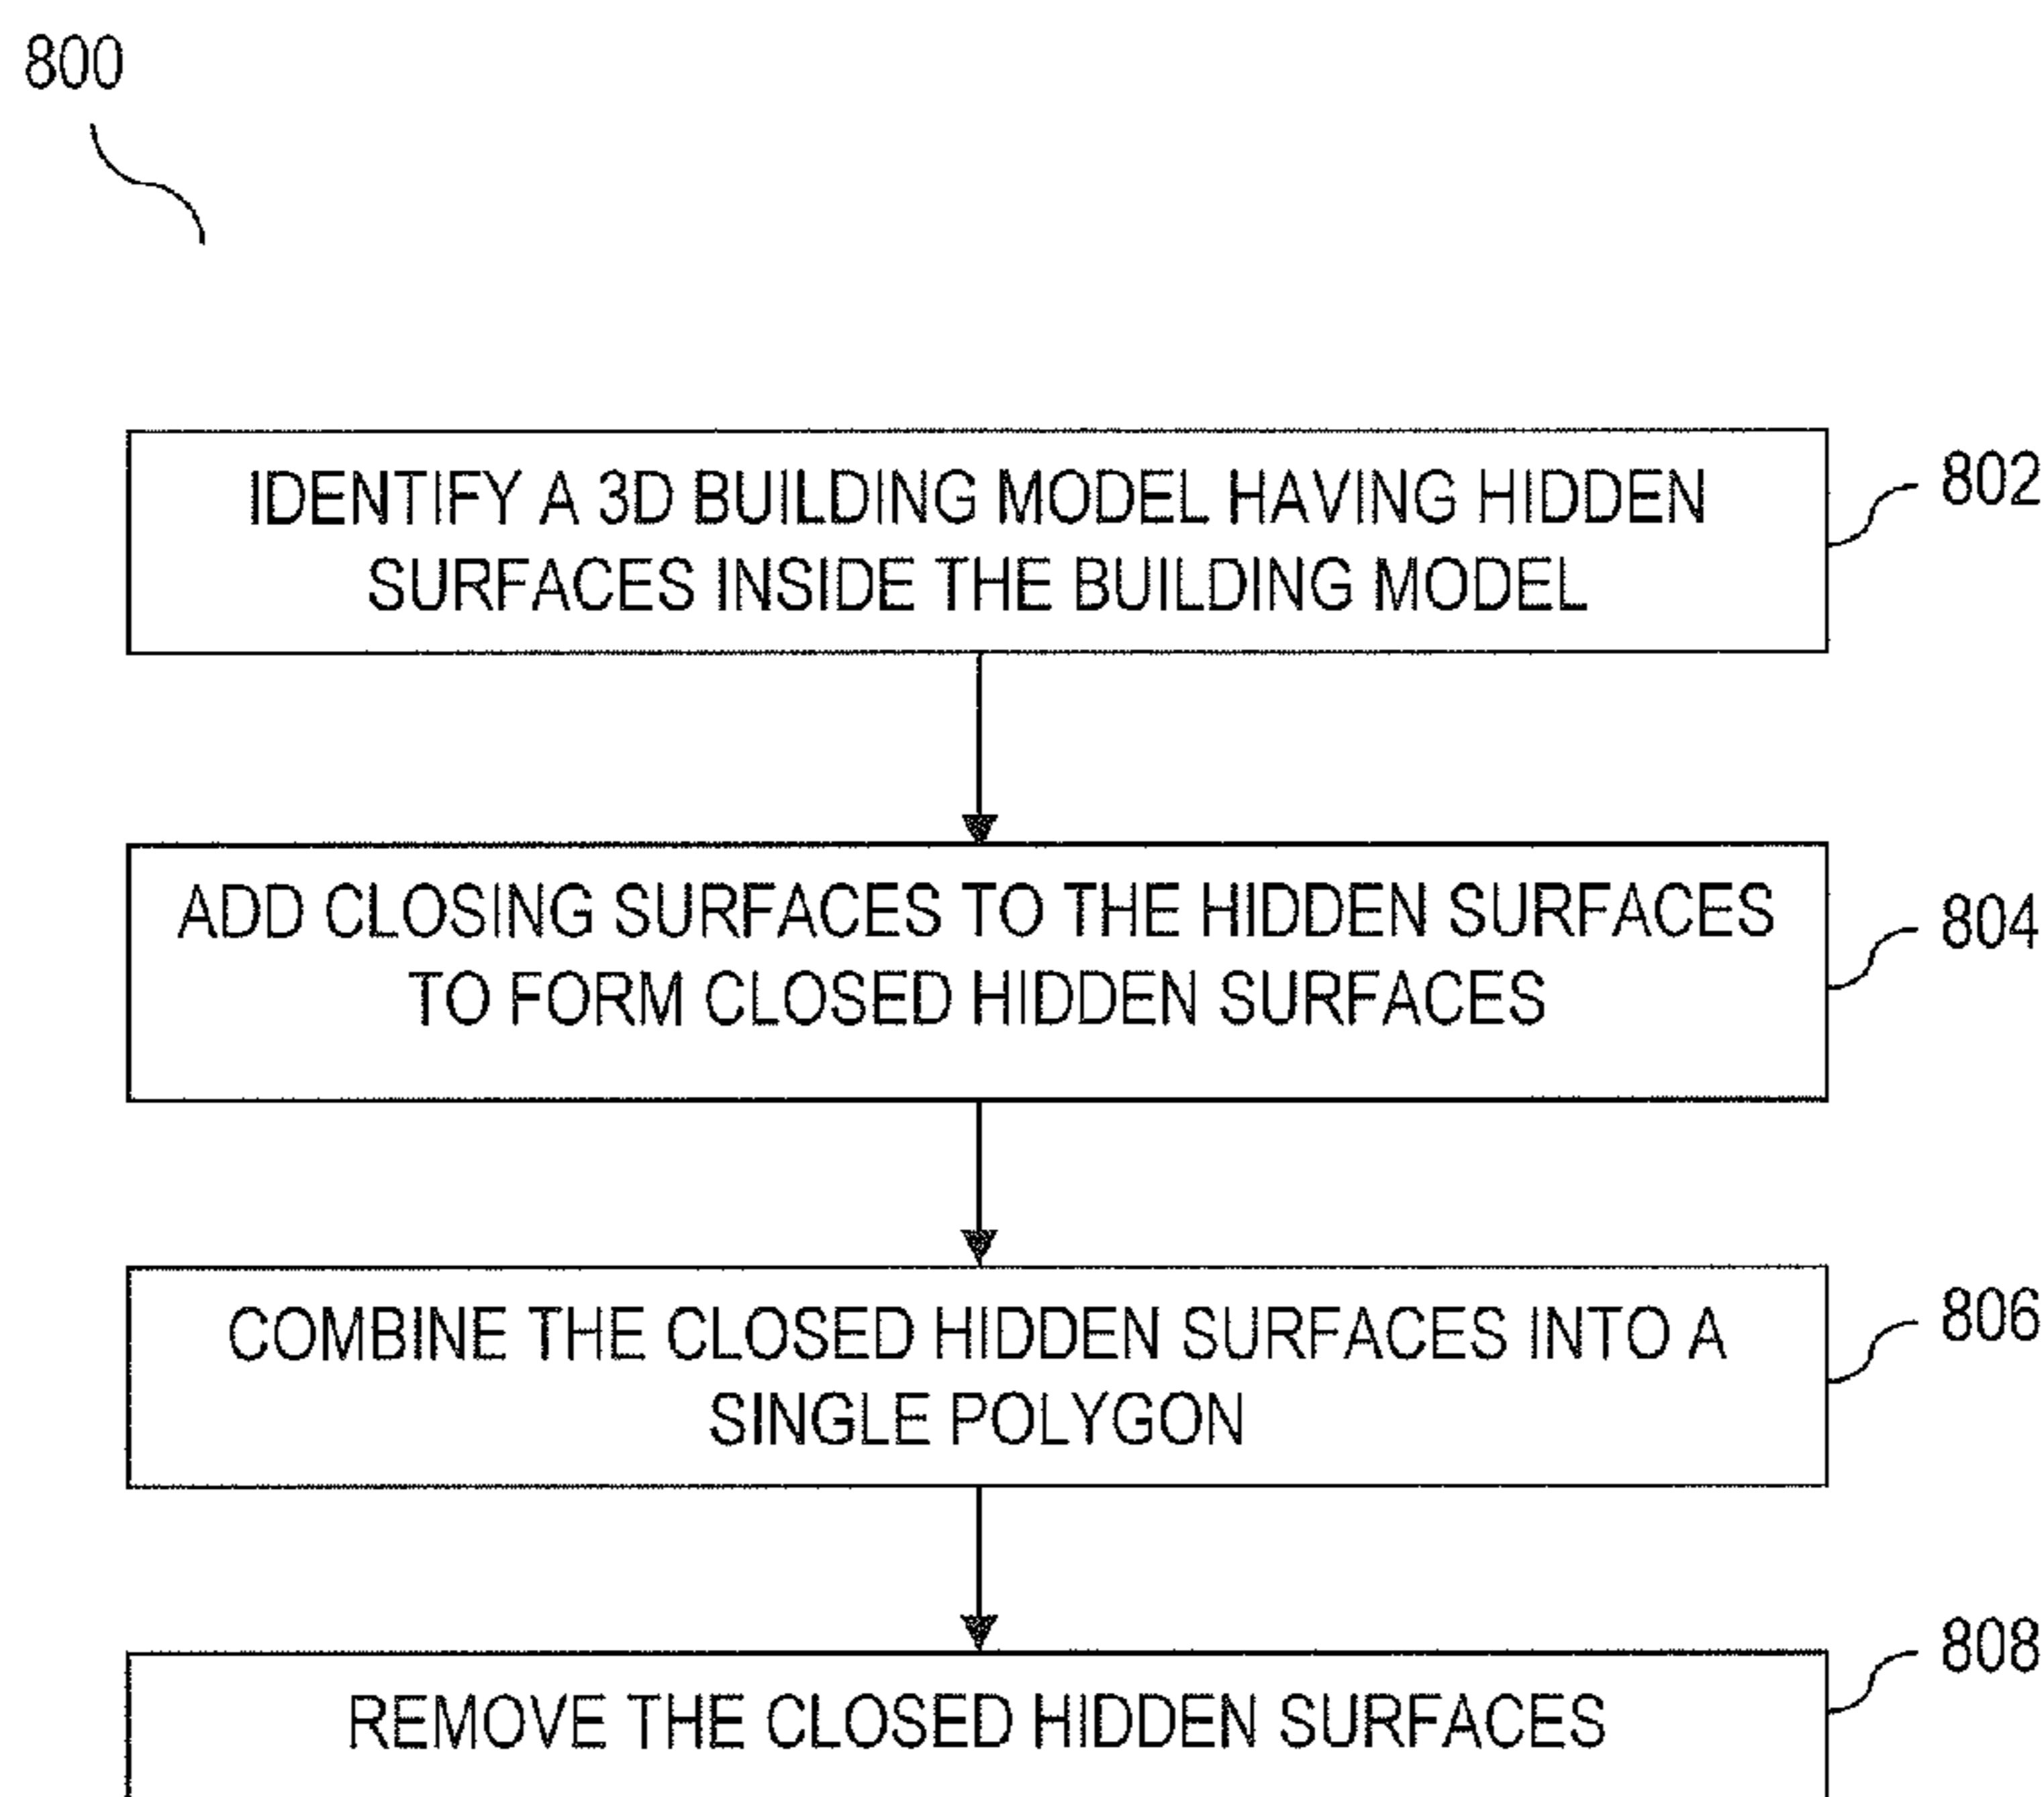 800
IDENTIFY A 3D BUILDING MODEL HAVING HIDDEN
SURFACES INSIDE THE BUILDING MODEL
802
ADD CLOSING SURFACES TO THE HIDDEN SURFACES
TO FORM CLOSED HIDDEN SURFACES
804
COMBINE THE CLOSED HIDDEN SURFACES INTO A
SINGLE POLYGON
806
REMOVE THE CLOSED HIDDEN SURFACES
808